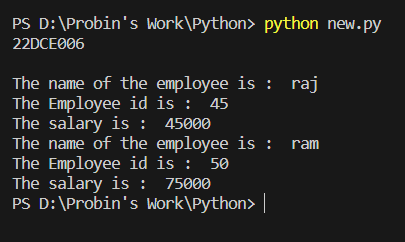 PS D:\Probin's Work\Python> python new.py
22DCE006

The name of the employee is :  raj
The Employee id is :  45
The salary is :  45000
The name of the employee is :  ram
The Employee id is :  50
The salary is :  75000
PS D:\Probin's Work\Python>